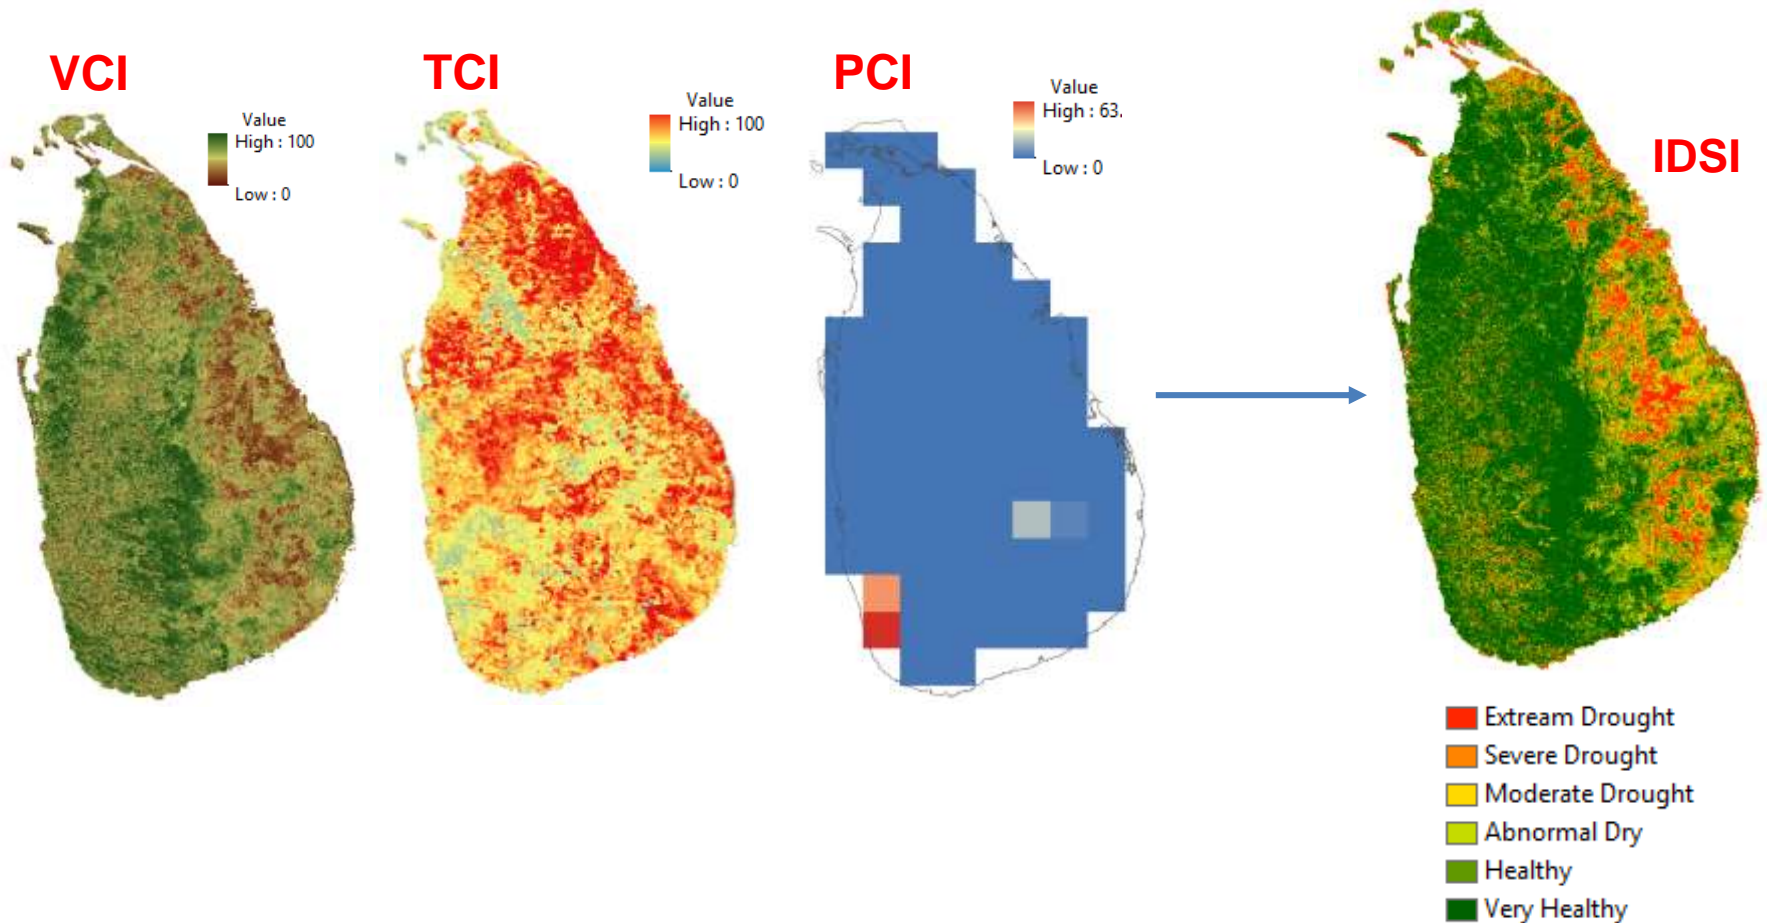 VCI
Value
High : 100
Low : 0
TCI
Value
High : 100
Low : 0
PCI
Value
High : 63.
Low : 0
IDSI
Extream Drought
Severe Drought
Moderate Drought
Abnormal Dry
Healthy
Very Healthy